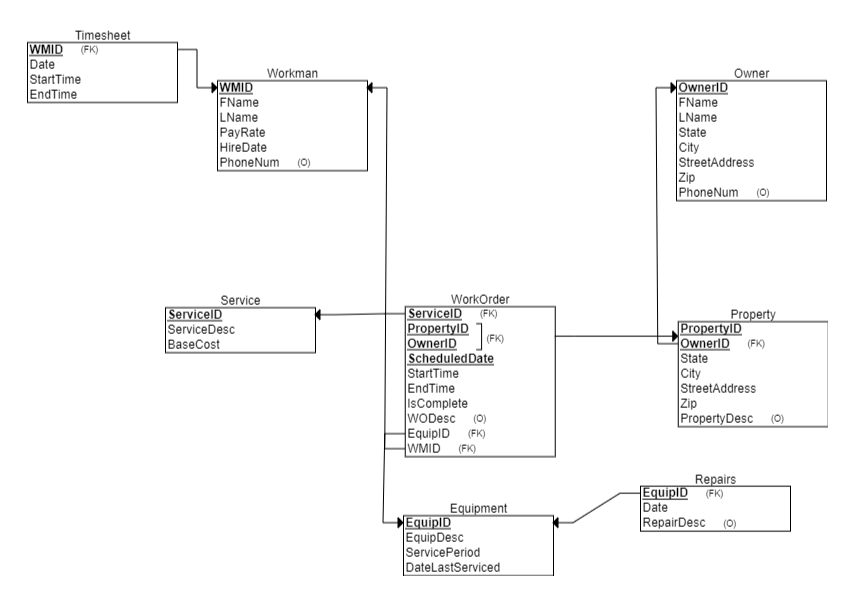 Timesheet
WMID (FK)
Date
StartTime
EndTime
Workman
WMID
FName
LName
PayRate
HireDate
PhoneNum (O)
Owner
OwnerID
FName
LName
State
City
StreetAddress
Zip
PhoneNum (O)
Service
ServiceID
ServiceDesc
BaseCost
WorkOrder
ServiceID (FK)
PropertyID
OwnerID
(FK)
ScheduledDate
StartTime
EndTime
IsComplete
WODesc (O)
EquipID (FK)
WMID (FK)
Property
PropertyID
OwnerID (FK)
State
City
StreetAddress
Zip
PropertyDesc (O)
Equipment
EquipID
EquipDesc
ServicePeriod
DateLastServiced
Repairs
EquipID (FK)
Date
RepairDesc (O)